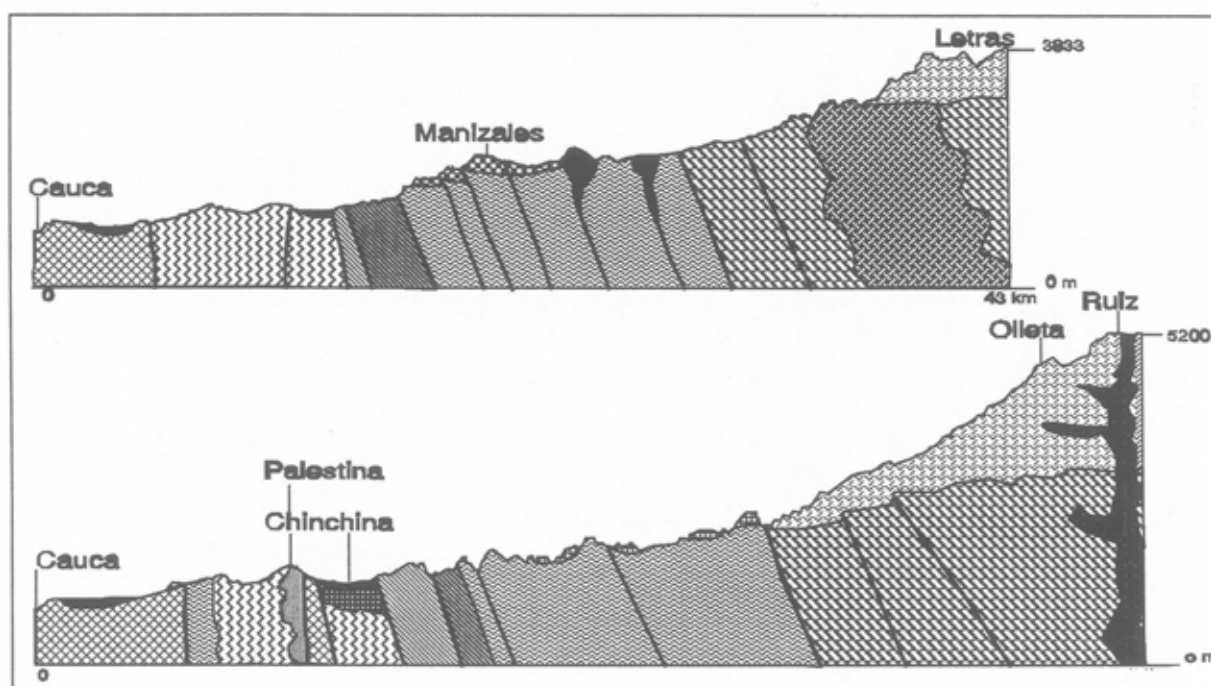 Letras
3833
Manizales
Cauca
0
43 km
0 m
Ruiz
Olleta
5200
Palestina
Chinchina
Cauca
0
0 m